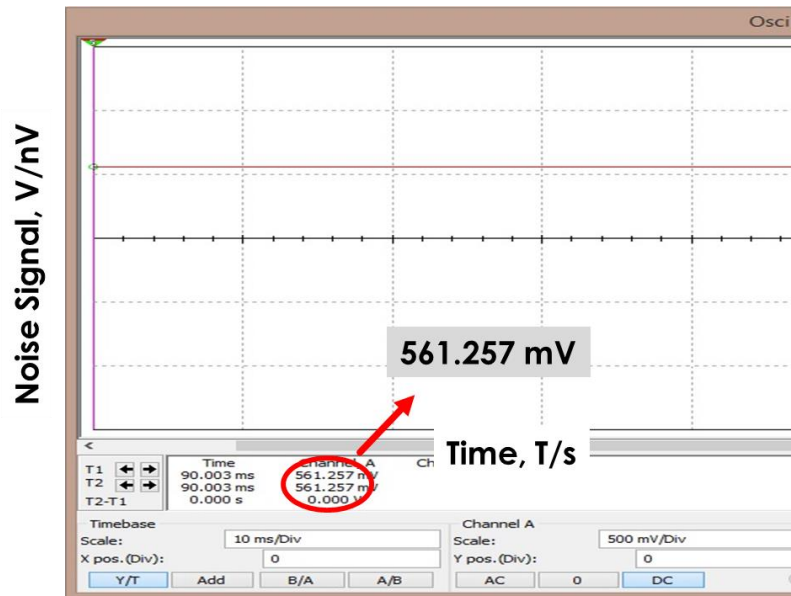 Osci
Noise Signal, V/nV
561.257 mV
Time, T/s
Time Channel A Ch
T1 90.003 ms 561.257 mV
T2 90.003 ms 561.257 mV
T2-T1 0.000 s 0.000 V
Timebase
Scale: 10 ms/Div
X pos.(Div): 0
Y/T Add B/A A/B
Channel A
Scale: 500 mV/Div
Y pos.(Div): 0
AC 0 DC